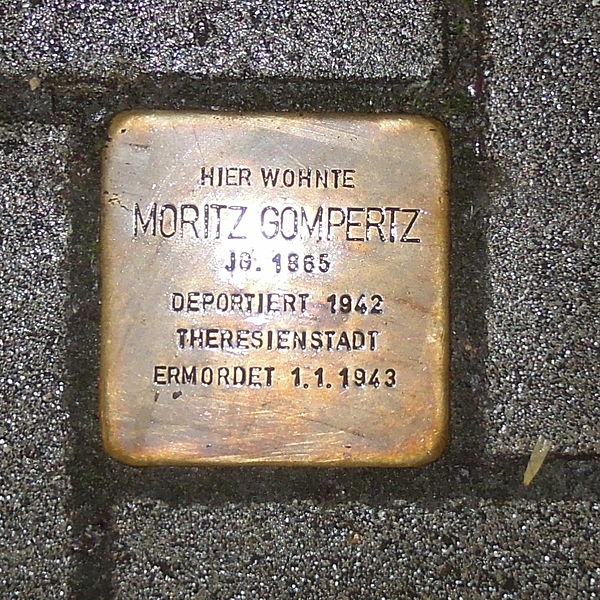 HIER WOHNTE
MORITZ GOMPERTZ
JG. 1865
DEPORTIERT 1942
THERESIENSTADT
ERMORDET 1.1.1943